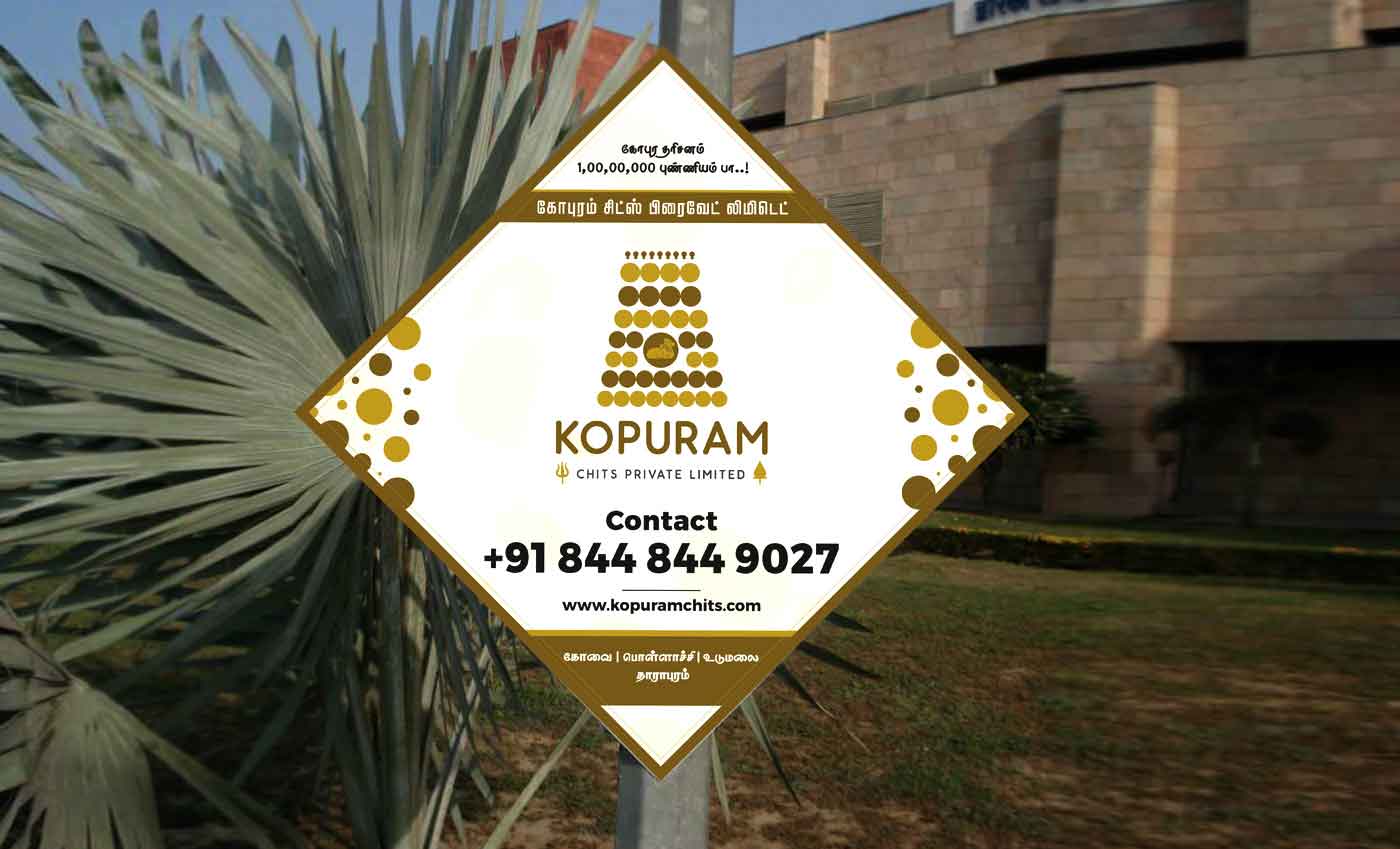 கோபுர தரிசனம்
1,00,00,000 புண்ணியம் பா..!
கோபுரம் சிட்ஸ் பிரைவேட் லிமிடெட்
KOPURAM
CHITS PRIVATE LIMITED
Contact
+91 844 844 9027
www.kopuramchits.com
கோவை | பொள்ளாச்சி | உடுமலை
தாராபுரம்